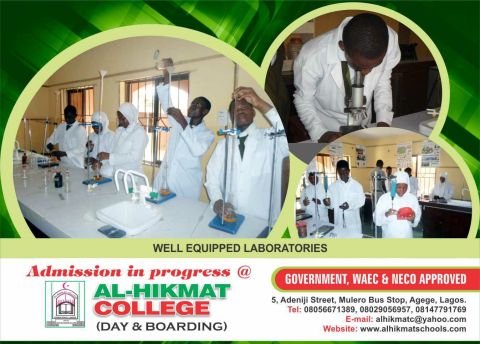 WELL EQUIPPED LABORATORIES
Admission in progress @
AL-HIKMAT
COLLEGE
(DAY & BOARDING)
GOVERNMENT, WAEC & NECO APPROVED
5, Adeniji Street, Mulero Bus Stop, Agege, Lagos.
Tel: 08056671389, 08029056957, 08147791769
E-mail: alhikmatc@yahoo.com
Website: www.alhikmatschools.com